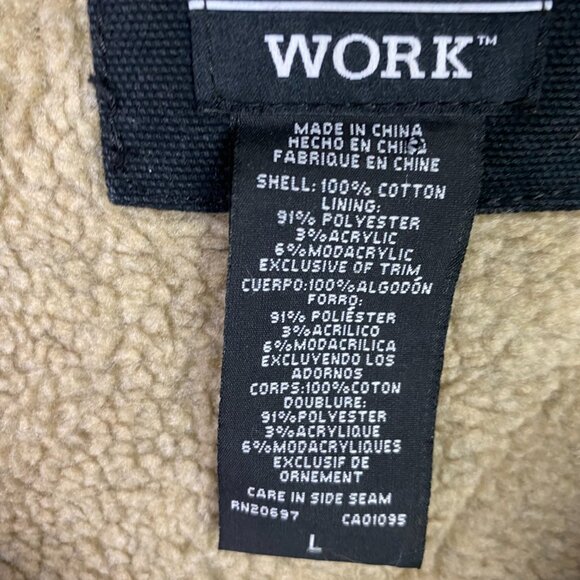 WORK™
MADE IN CHINA
HECHO EN CHINA
FABRIQUE EN CHINE
SHELL: 100% COTTON
LINING:
91% POLYESTER
3% ACRYLIC
6% MODACRYLIC
EXCLUSIVE OF TRIM
CUERPO:100% ALGODÓN
FORRO:
91% POLIÉSTER
3% ACRILICO
6% MODACRILICA
EXCLUYENDO LOS
ADORNOS
CORPS:100% COTON
DOUBLURE:
91% POLYESTER
3% ACRYLIQUE
6% MODACRYLIQUES
EXCLUSIF DE
ORNEMENT
CARE IN SIDE SEAM
RN20697 CA01095
L